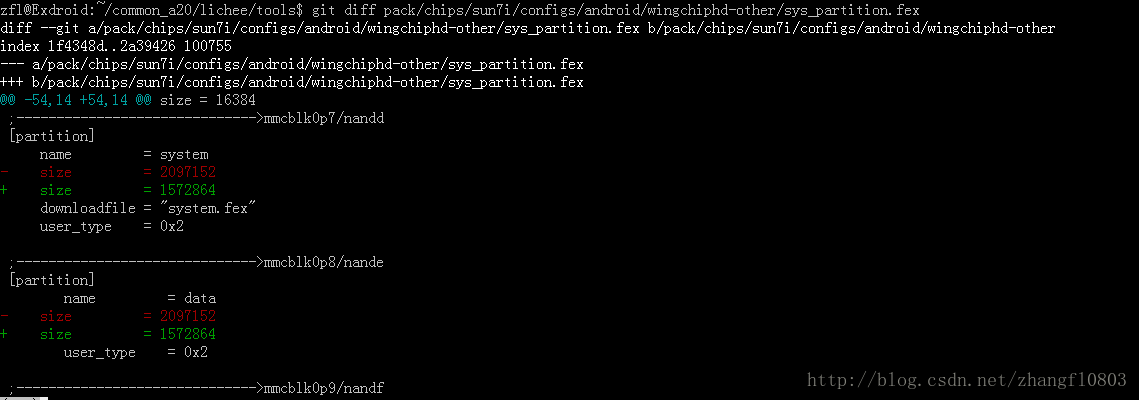 zfl@Exdroid:~/common_a20/lichee/tools$ git diff pack/chips/sun7i/configs/android/wingchiphd-other/sys_partition.fex
diff --git a/pack/chips/sun7i/configs/android/wingchiphd-other/sys_partition.fex b/pack/chips/sun7i/configs/android/wingchiphd-other
index 1f4348d..2a39426 100755
--- a/pack/chips/sun7i/configs/android/wingchiphd-other/sys_partition.fex
+++ b/pack/chips/sun7i/configs/android/wingchiphd-other/sys_partition.fex
@@ -54,14 +54,14 @@ size = 16384
 ;------------------------------>mmcblk0p7/nandd
 [partition]
     name         = system
-    size         = 2097152
+    size         = 1572864
     downloadfile = "system.fex"
     user_type    = 0x2

 ;------------------------------>mmcblk0p8/nande
 [partition]
        name         = data
-    size         = 2097152
+    size         = 1572864
        user_type    = 0x2

 ;------------------------------>mmcblk0p9/nandf
http://blog.csdn.net/zhangfl0803